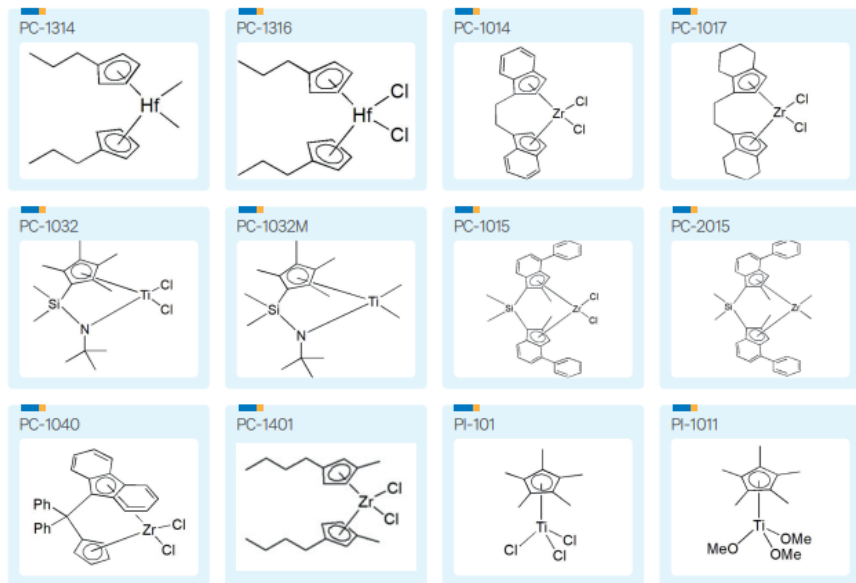 PC-1314
Hf
PC-1316
Hf
Cl
Cl
PC-1014
Zr
Cl
Cl
PC-1017
Zr
Cl
Cl
PC-1032
Si
N
Ti
Cl
Cl
PC-1032M
Si
N
Ti
PC-1015
Si
Zr
Cl
Cl
PC-2015
Si
Zr
PC-1040
Ph
Ph
Zr
Cl
Cl
PC-1401
Zr
Cl
Cl
PI-101
Ti
Cl
Cl
Cl
PI-1011
Ti
MeO
OMe
OMe